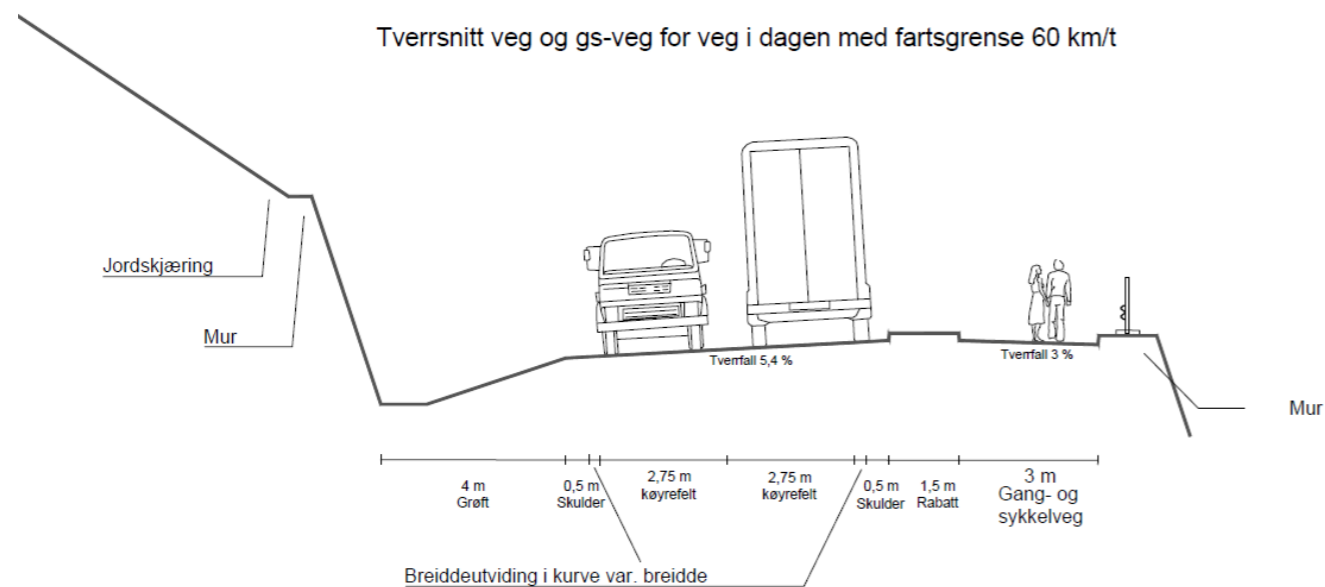 Tverrsnitt veg og gs-veg for veg i dagen med fartsgrense 60 km/t
Jordskjæring
Mur
Tverrfall 5,4 %
Tverrfall 3 %
Mur
4 m
Grøft
0,5 m
Skulder
2,75 m
køyrefelt
2,75 m
køyrefelt
0,5 m
Skulder
1,5 m
Rabatt
3 m
Gang- og
sykkelveg
Breiddeutviding i kurve var. breidde